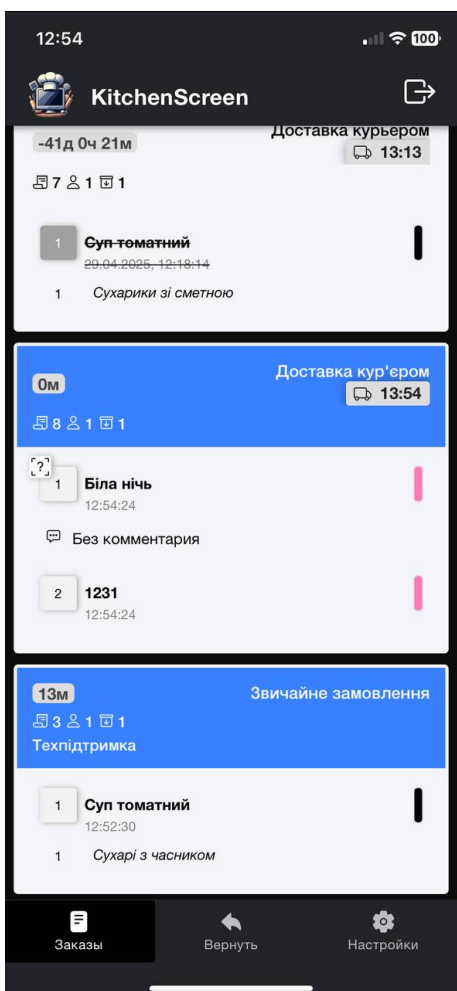 12:54
100
KitchenScreen
Доставка курьером
-41д 0ч 21м
13:13
7 1 1
1 Суп томатний
29.04.2025, 12:18:14
1 Сухарики зі сметною
Доставка кур'єром
0м
13:54
8 1 1
[?]
1 Біла нічь
12:54:24
Без комментария
2 1231
12:54:24
13м Звичайне замовлення
3 1 1
Техпідтримка
1 Суп томатний
12:52:30
1 Сухарі з часником
Заказы Вернуть Настройки